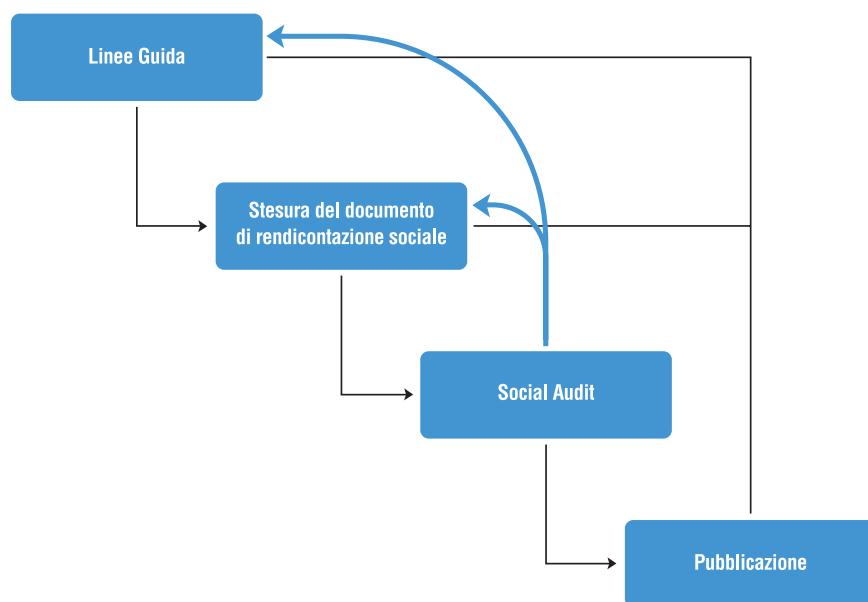 Linee Guida
Stesura del documento
di rendicontazione sociale
Social Audit
Pubblicazione